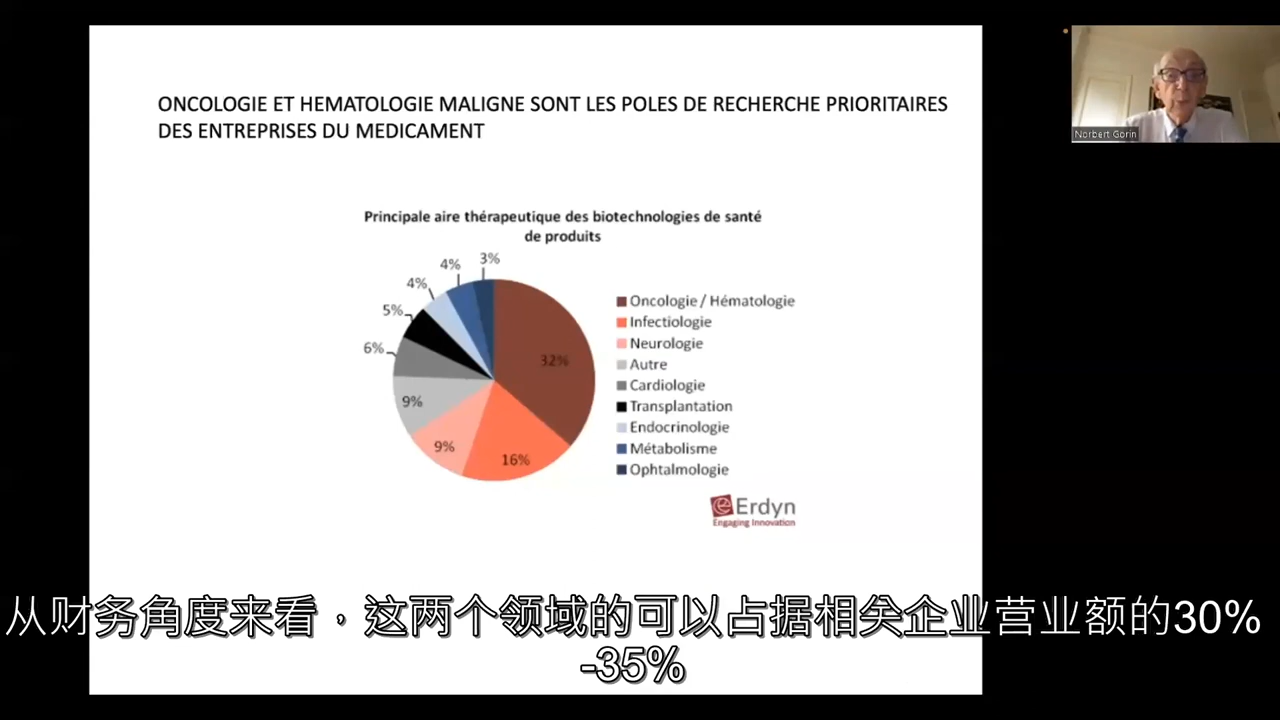 ONCOLOGIE ET HEMATOLOGIE MALIGNE SONT LES POLES DE RECHERCHE PRIORITAIRES
DES ENTREPRISES DU MEDICAMENT
Norbert Gorin
Principale aire thérapeutique des biotechnologies de santé
de produits
3%
4%
4%
5%
6%
9%
9%
16%
32%
Oncologie / Hématologie
Infectiologie
Neurologie
Autre
Cardiologie
Transplantation
Endocrinologie
Métabolisme
Ophtalmologie
e Erdyn
Engaging Innovation
从财务角度来看，这两个领域的可以占据相关企业营业额的30%
-35%